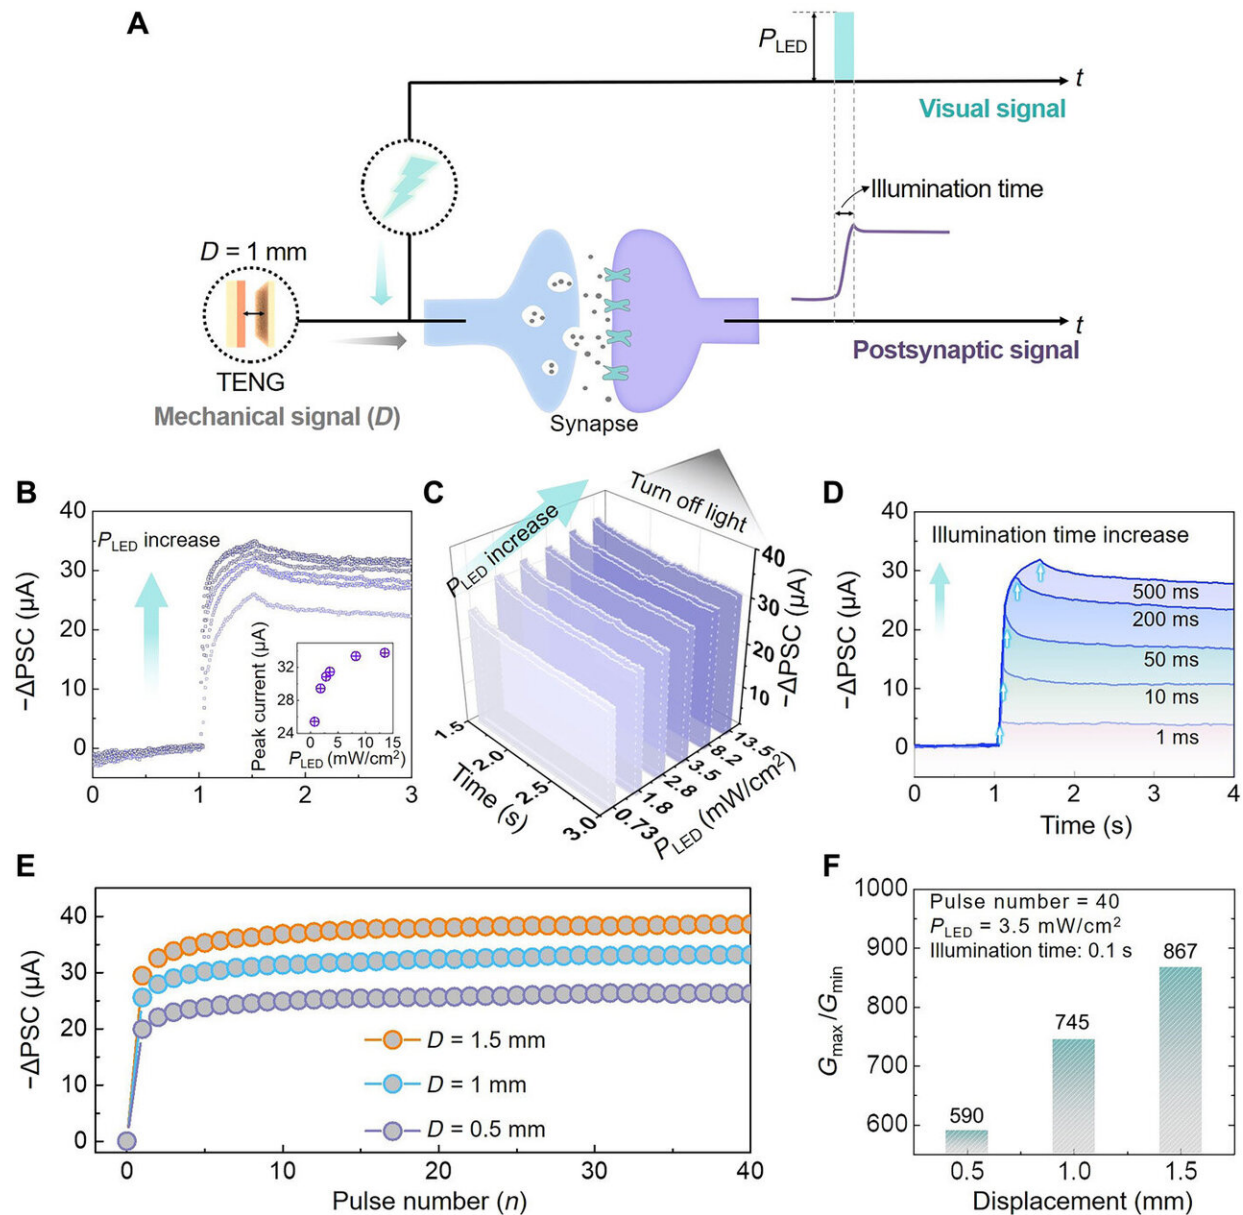 A
P_LED
t
Visual signal
Illumination time
D = 1 mm
TENG
Mechanical signal (D)
Synapse
t
Postsynaptic signal
B
−ΔPSC (μA)
40
30
20
10
0
P_LED increase
Peak current (μA)
32
28
24
0 5 10 15
P_LED (mW/cm²)
0 1 2 3
C
P_LED increase
Turn off light
−ΔPSC (μA)
40
30
20
10
1.5
2.0
2.5
3.0
Time (s)
0.73
1.8
2.8
3.5
8.2
13.5
P_LED (mW/cm²)
D
−ΔPSC (μA)
40
30
20
10
0
Illumination time increase
500 ms
200 ms
50 ms
10 ms
1 ms
0 1 2 3 4
Time (s)
E
−ΔPSC (μA)
40
30
20
10
0
D = 1.5 mm
D = 1 mm
D = 0.5 mm
0 10 20 30 40
Pulse number (n)
F
G_max/G_min
1000
900
800
700
600
Pulse number = 40
P_LED = 3.5 mW/cm²
Illumination time: 0.1 s
590
745
867
0.5 1.0 1.5
Displacement (mm)